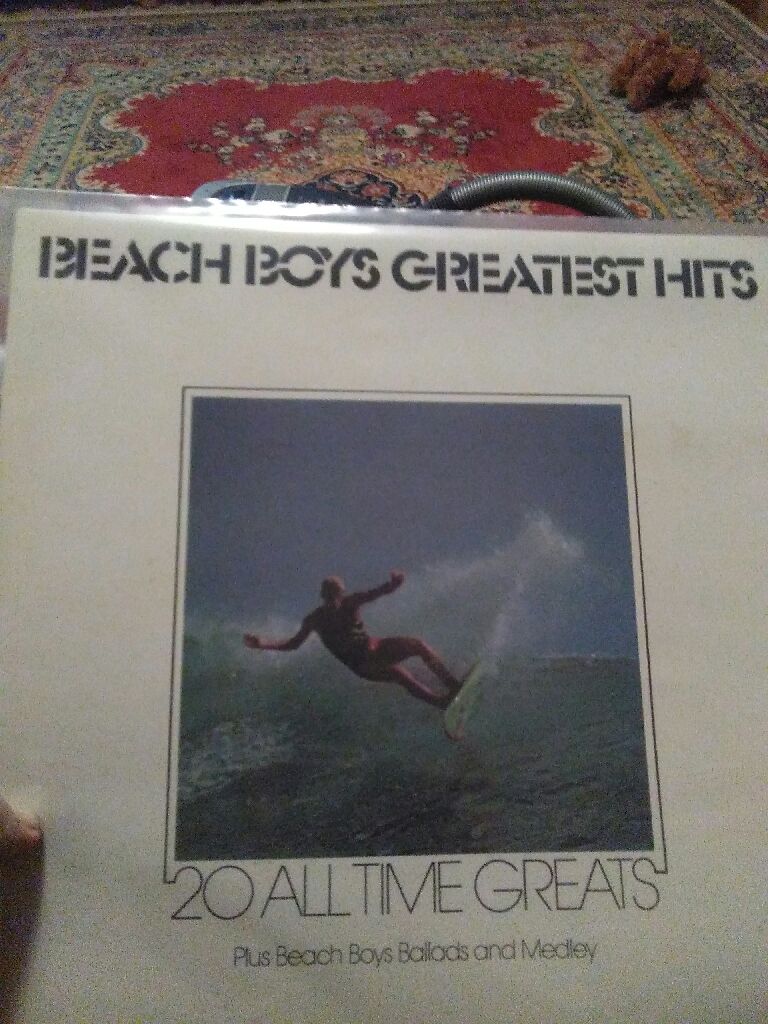 BEACH BOYS GREATEST HITS
20 ALL TIME GREATS
Plus Beach Boys Ballads and Medley